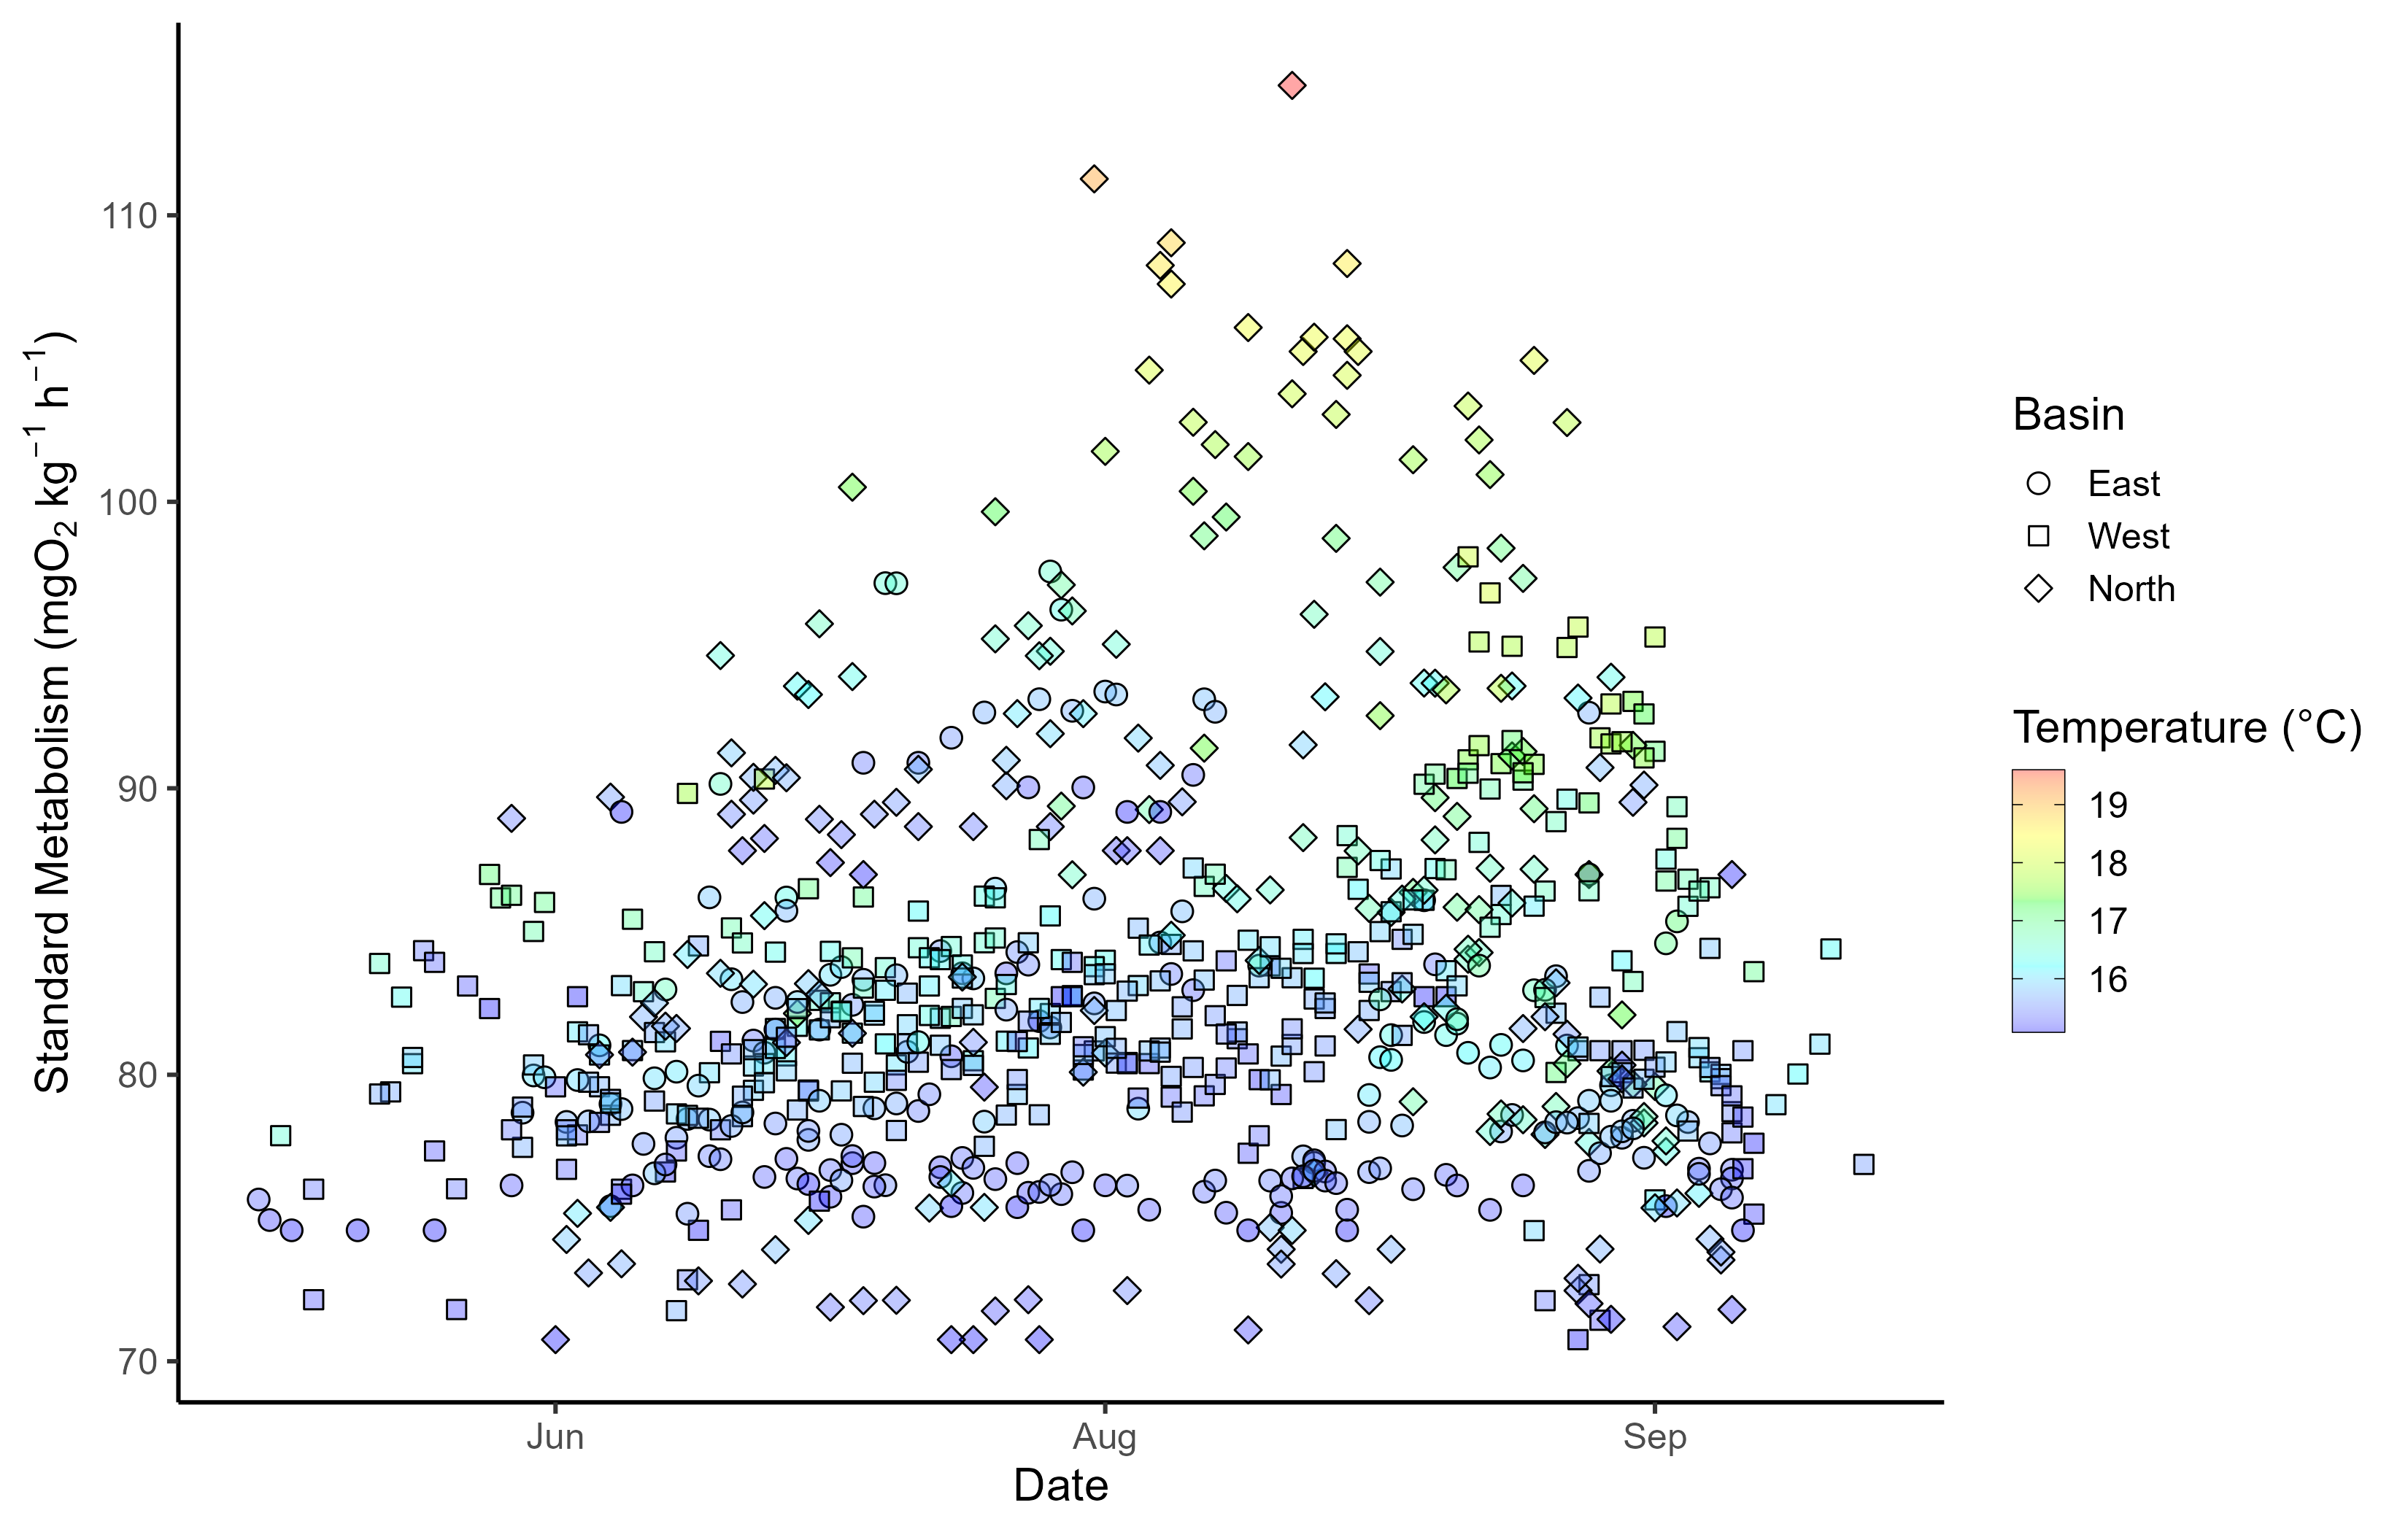 Standard Metabolism (mgO₂ kg⁻¹ h⁻¹)
110
100
90
80
70
Jun
Aug
Sep
Date
Basin
East
West
North
Temperature (°C)
19
18
17
16